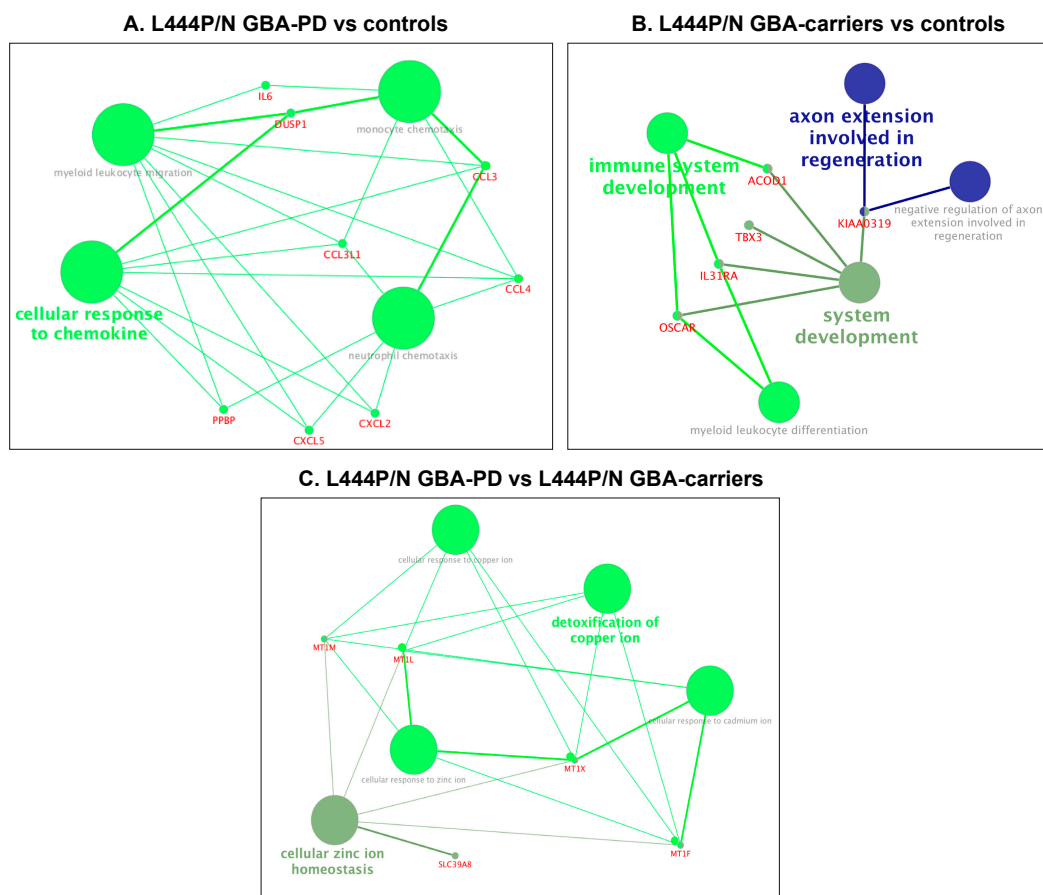 A. L444P/N GBA-PD vs controls
IL6
DUSP1
monocyte chemotaxis
myeloid leukocyte migration
CCL3
CCL3L1
CCL4
cellular response
to chemokine
neutrophil chemotaxis
PPBP
CXCL2
CXCL5
B. L444P/N GBA-carriers vs controls
axon extension
involved in
regeneration
immune system
development
ACOD1
KIAA0319
negative regulation of axon
extension involved in
regeneration
TBX3
IL31RA
OSCAR
system
development
myeloid leukocyte differentiation
C. L444P/N GBA-PD vs L444P/N GBA-carriers
cellular response to copper ion
detoxification of
copper ion
MT1M
MT1L
cellular response to cadmium ion
MT1X
cellular response to zinc ion
MT1F
cellular zinc ion
homeostasis
SLC39A8